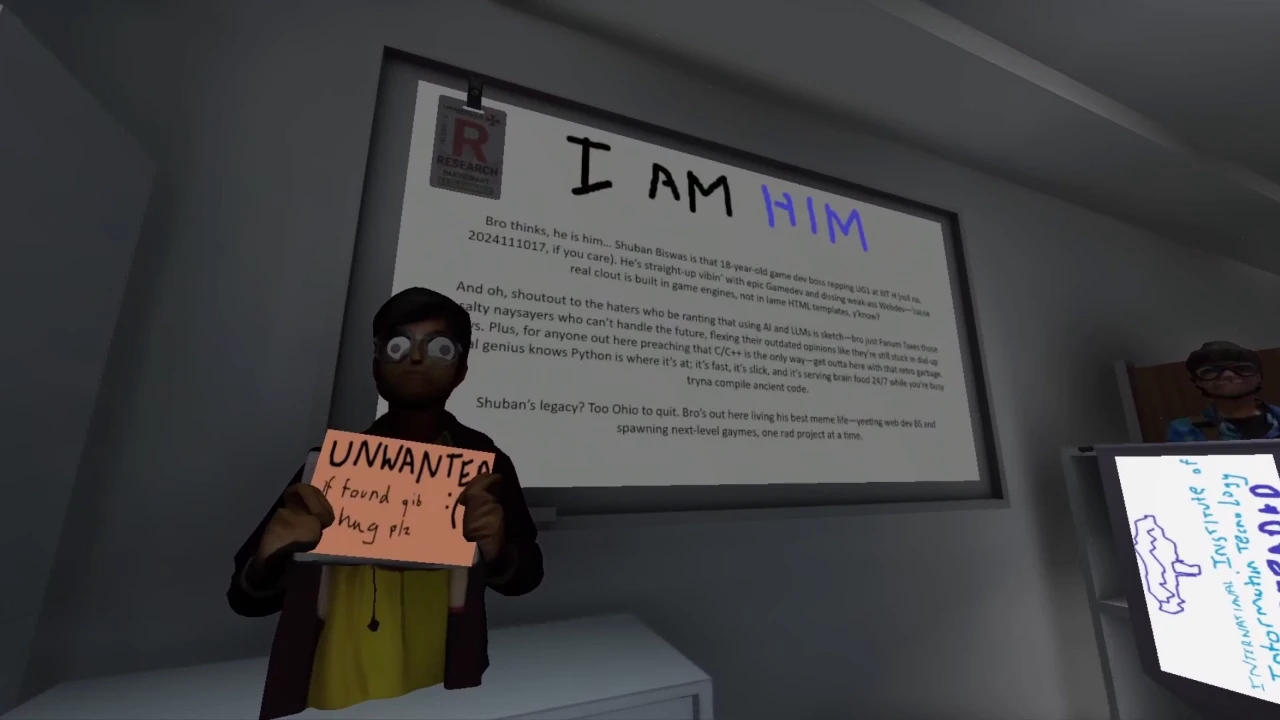 R
RESEARCH
PARTICIPANT
I AM HIM
Bro thinks, he is him... Shuban Biswas is that 18-year-old game dev boss repping UG1 at IIIT H (roll no.
2024111017, if you care). He's straight-up vibin' with epic Gamedev and dissing weak-ass Webdev—'cause
real clout is built in game engines, not in lame HTML templates, y'know?
And oh, shoutout to the haters who be ranting that using AI and LLMs is sketch—bro just Fanum Taxes those
salty naysayers who can't handle the future, flexing their outdated opinions like they're still stuck in dial-up
Plus, for anyone out here preaching that C/C++ is the only way—get outta here with that retro garbage.
genius knows Python is where it's at; it's fast, it's slick, and it's serving brain food 24/7 while you're busy
tryna compile ancient code.
Shuban's legacy? Too Ohio to quit. Bro's out here living his best meme life—yeeting web dev BS and
spawning next-level gaymes, one rad project at a time.
UNWANTED
if found gib :(
hug plz
INTERNATIONAL INSTITUTE of
Informatin Tecnology